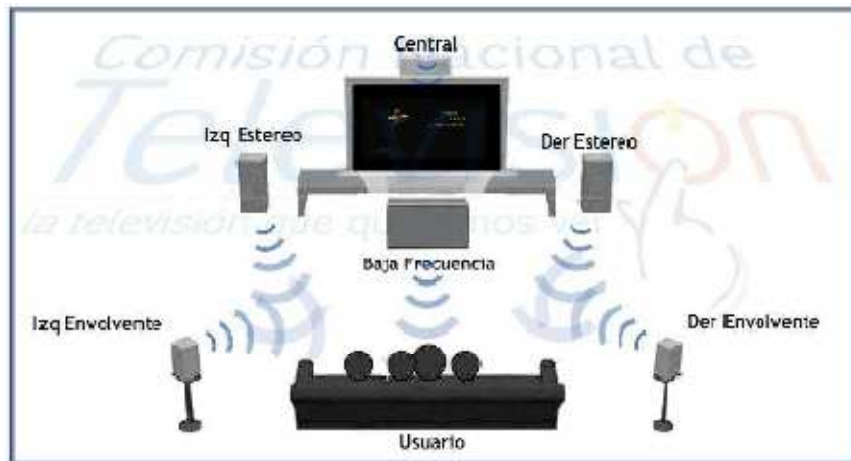 Comisión Nacional de
Televisión
la televisión que queremos ver
Central
Izq Estereo
Der Estereo
Baja Frecuencia
Izq Envolvente
Der Envolvente
Usuario